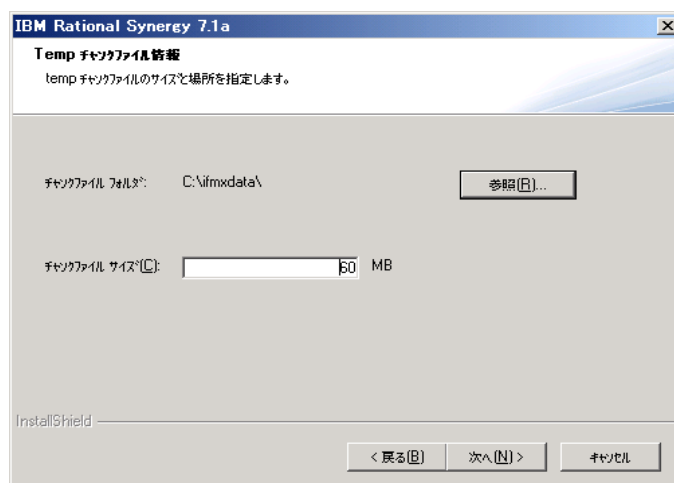 IBM Rational Synergy 7.1a
Temp ﾁｬﾝｸﾌｧｲﾙ情報
temp ﾁｬﾝｸﾌｧｲﾙのｻｲｽﾞと場所を指定します。
ﾁｬﾝｸﾌｧｲﾙ ﾌｫﾙﾀﾞ: C:\ifmxdata\ 参照(R)...
ﾁｬﾝｸﾌｧｲﾙ ｻｲｽﾞ(C): 60 MB
InstallShield
< 戻る(B) 次へ(N) > ｷｬﾝｾﾙ